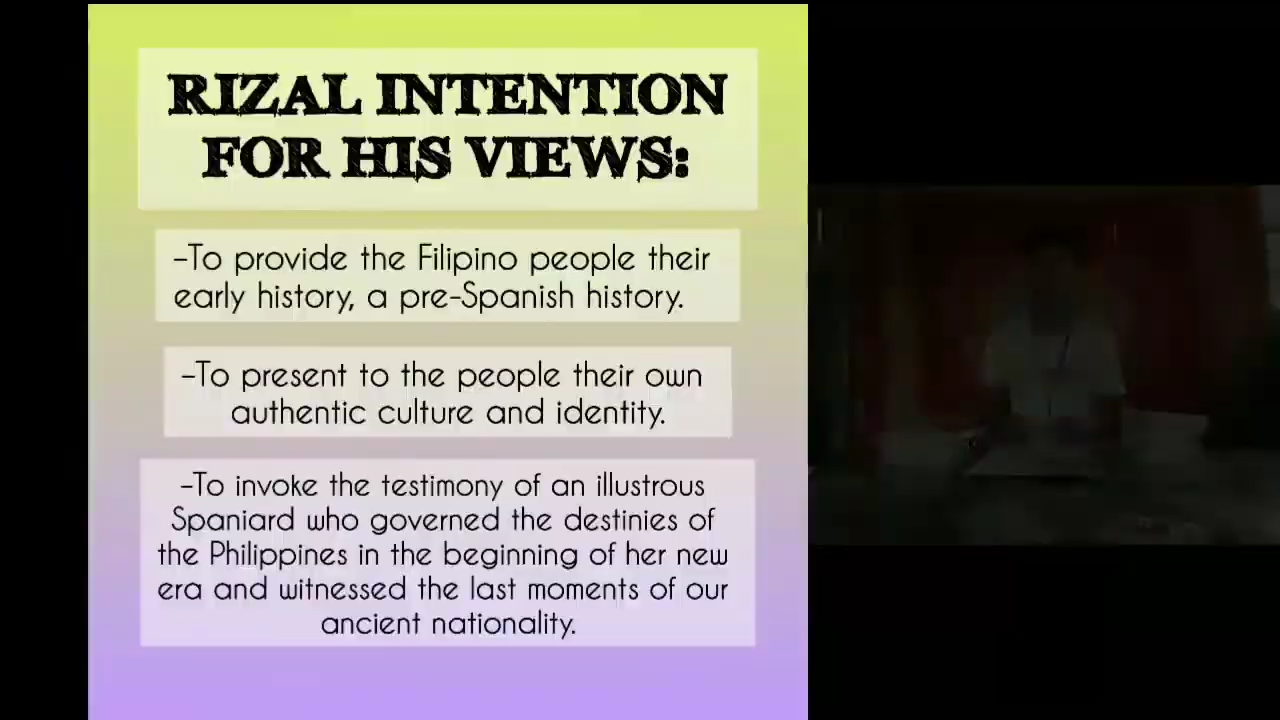 RIZAL INTENTION
FOR HIS VIEWS:
-To provide the Filipino people their
early history, a pre-Spanish history.
-To present to the people their own
authentic culture and identity.
-To invoke the testimony of an illustrous
Spaniard who governed the destinies of
the Philippines in the beginning of her new
era and witnessed the last moments of our
ancient nationality.